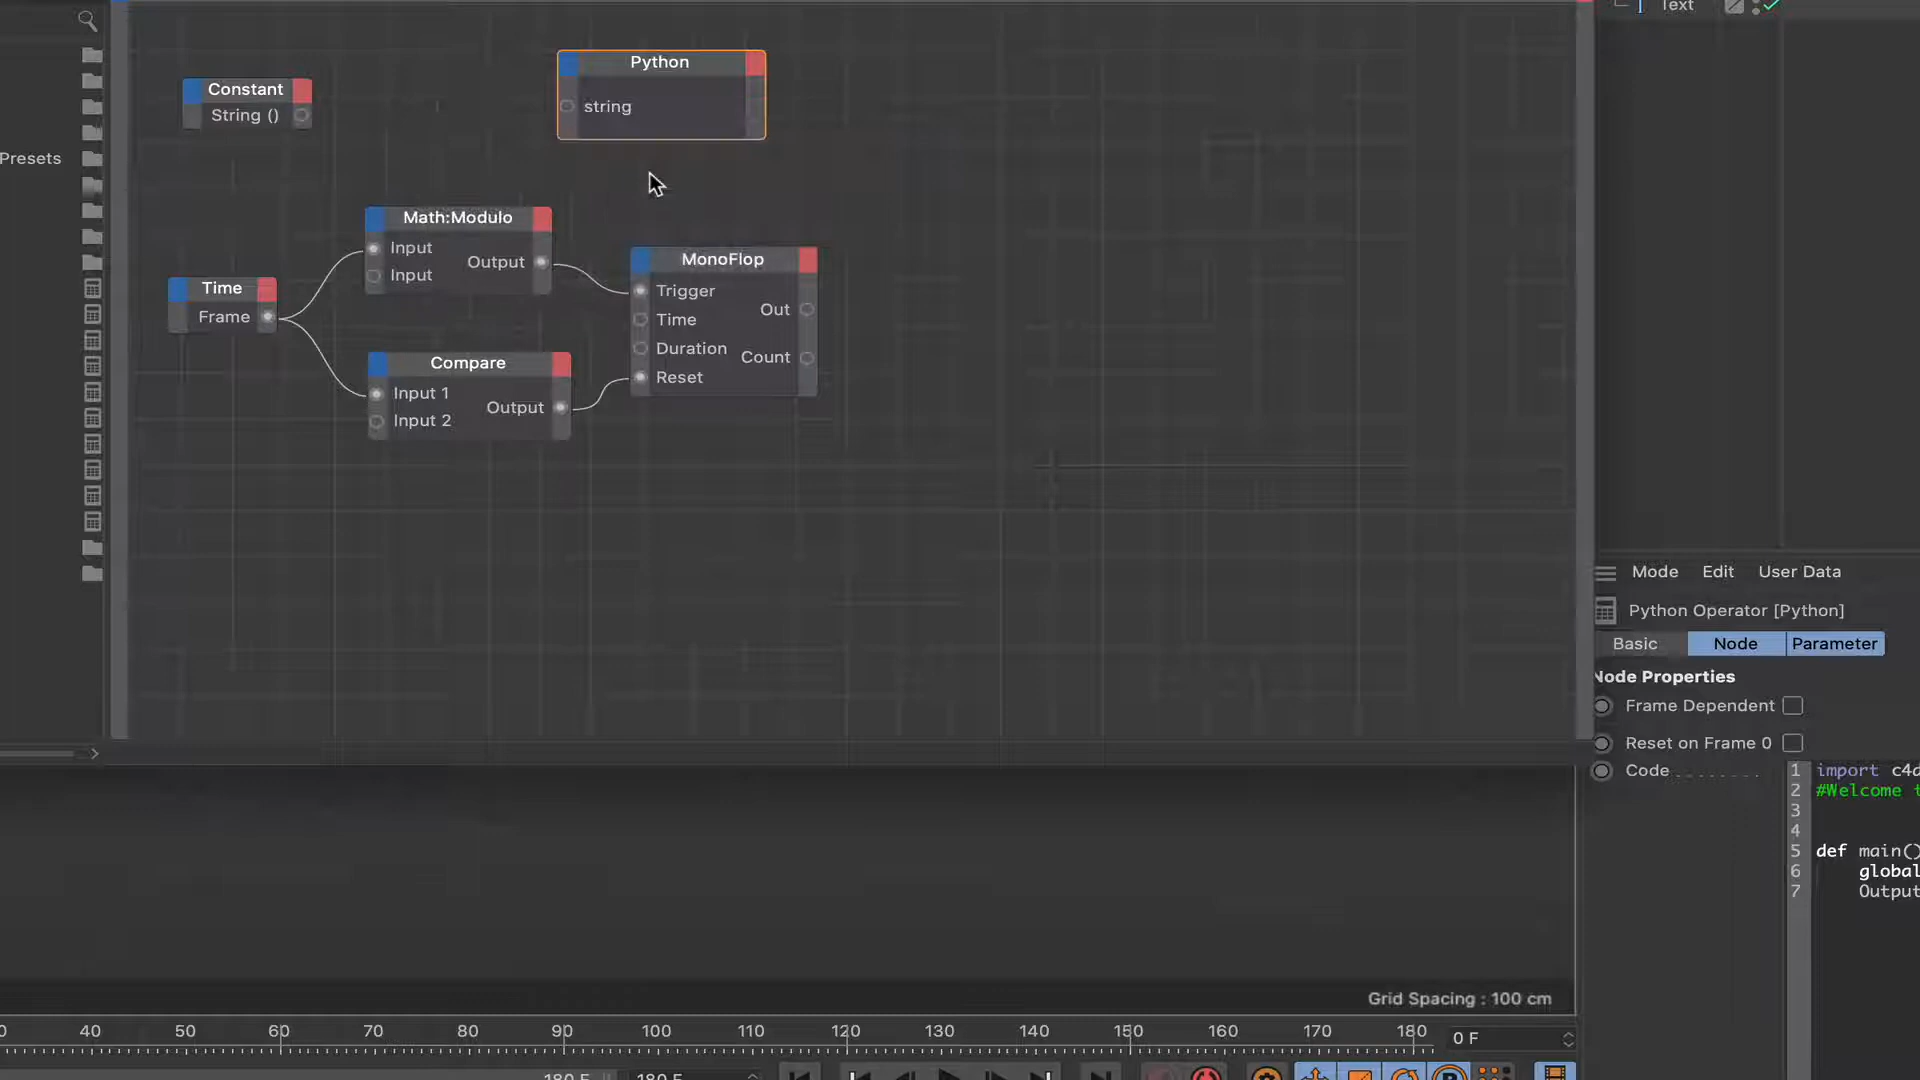 Text
Python
string
Constant
String ()
Presets
Math:Modulo
Input
Output
Input
MonoFlop
Trigger
Out
Time
Duration
Count
Reset
Time
Frame
Compare
Input 1
Output
Input 2
Mode Edit User Data
Python Operator [Python]
Basic Node Parameter
Node Properties
Frame Dependent
Reset on Frame 0
Code
1 import c4d
2 #Welcome t
3
4
5 def main()
6 global
7 Output
Grid Spacing : 100 cm
0 40 50 60 70 80 90 100 110 120 130 140 150 160 170 180 0 F
180 F 180 F